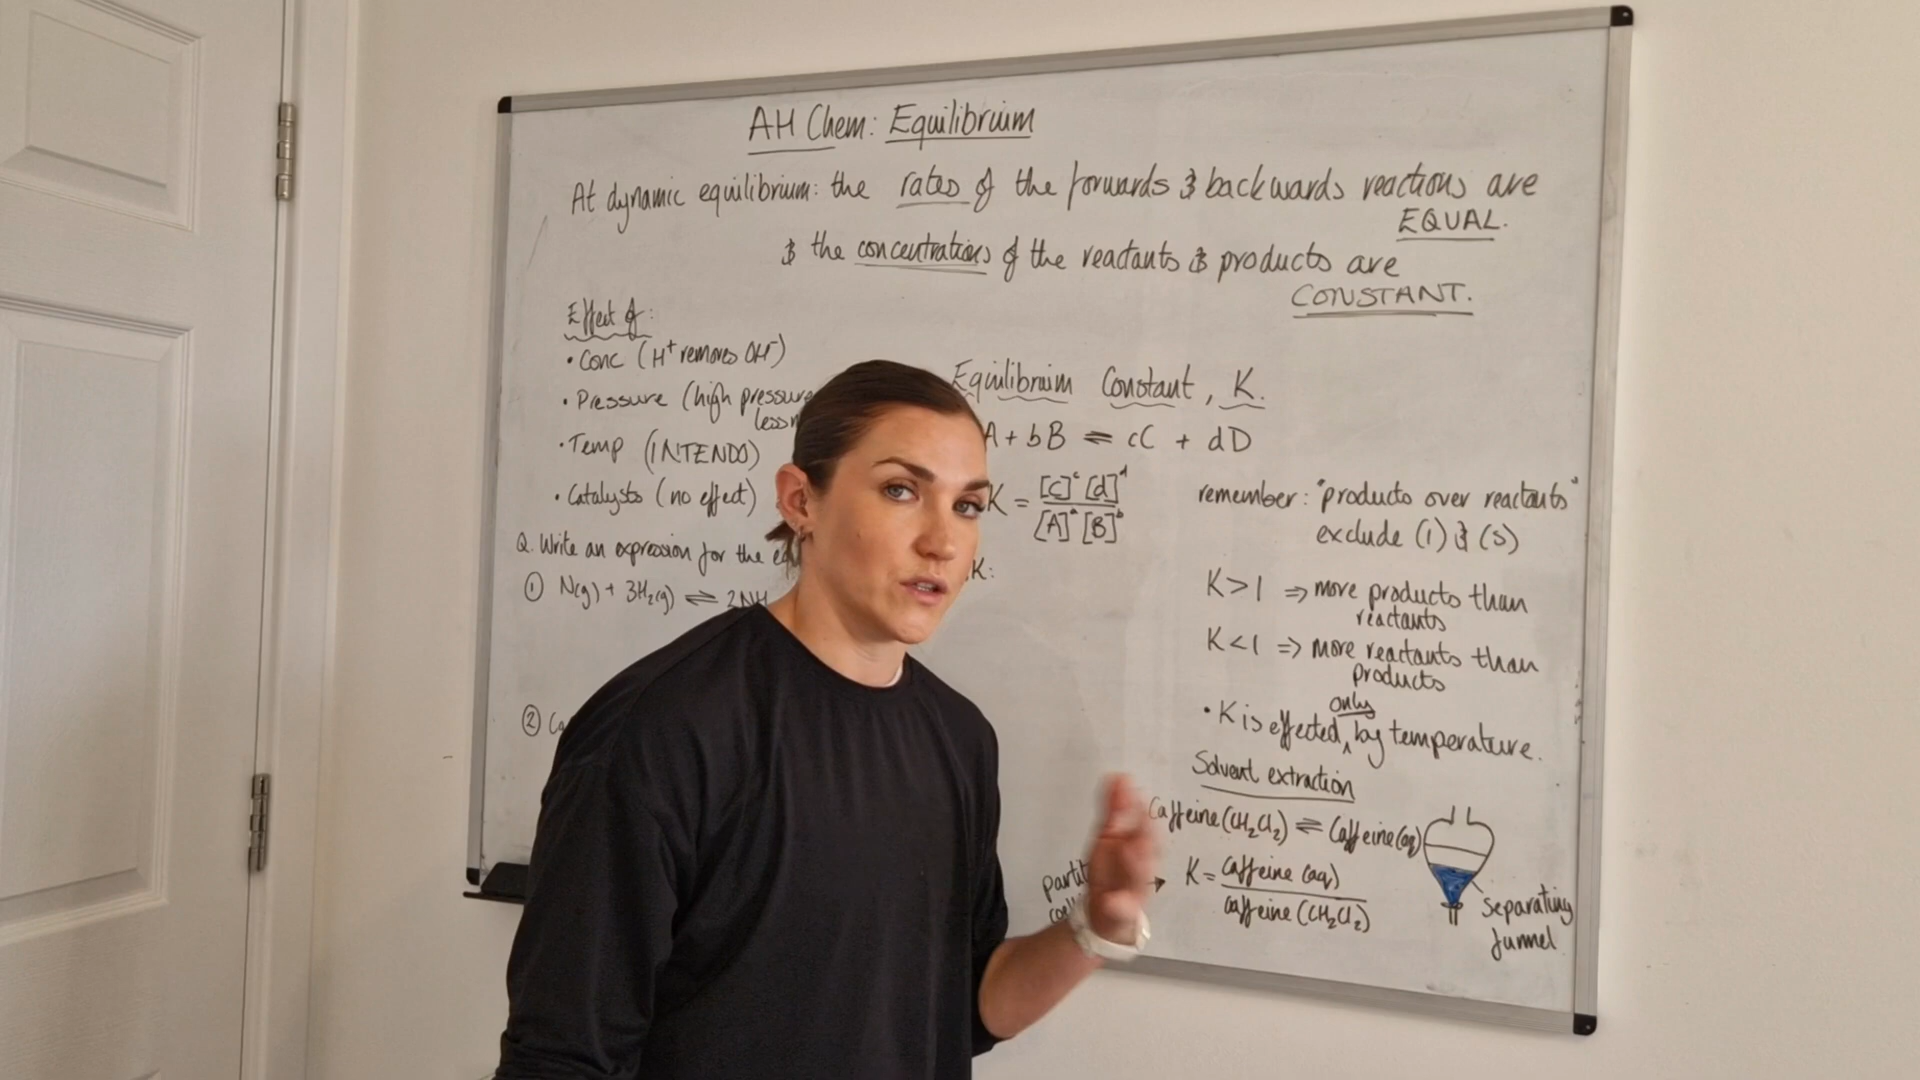 AH Chem: Equilibrium
At dynamic equilibrium: the rates of the forwards & backwards reactions are
EQUAL.
& the concentrations of the reactants & products are
CONSTANT.
Effect of:
• Conc (H⁺ removes OH⁻)
• Pressure (high pressure
less
• Temp (INTENDO)
• Catalysts (no effect)
Q. Write an expression for the
① N(g) + 3H₂(g) ⇌ 2NH
②
Equilibrium Constant, K.
A + bB ⇌ cC + dD
K = [C]ᶜ [d]ᵈ
[A]ᵃ [B]ᵇ
K:
remember: "products over reactants"
exclude (l) & (s)
K > 1 ⇒ more products than
reactants
K < 1 ⇒ more reactants than
products
only
• K is effected ‸ by temperature.
Solvent extraction
Caffeine (CH₂Cl₂) ⇌ Caffeine (aq)
K = caffeine (aq)
caffeine (CH₂Cl₂)
separating
funnel